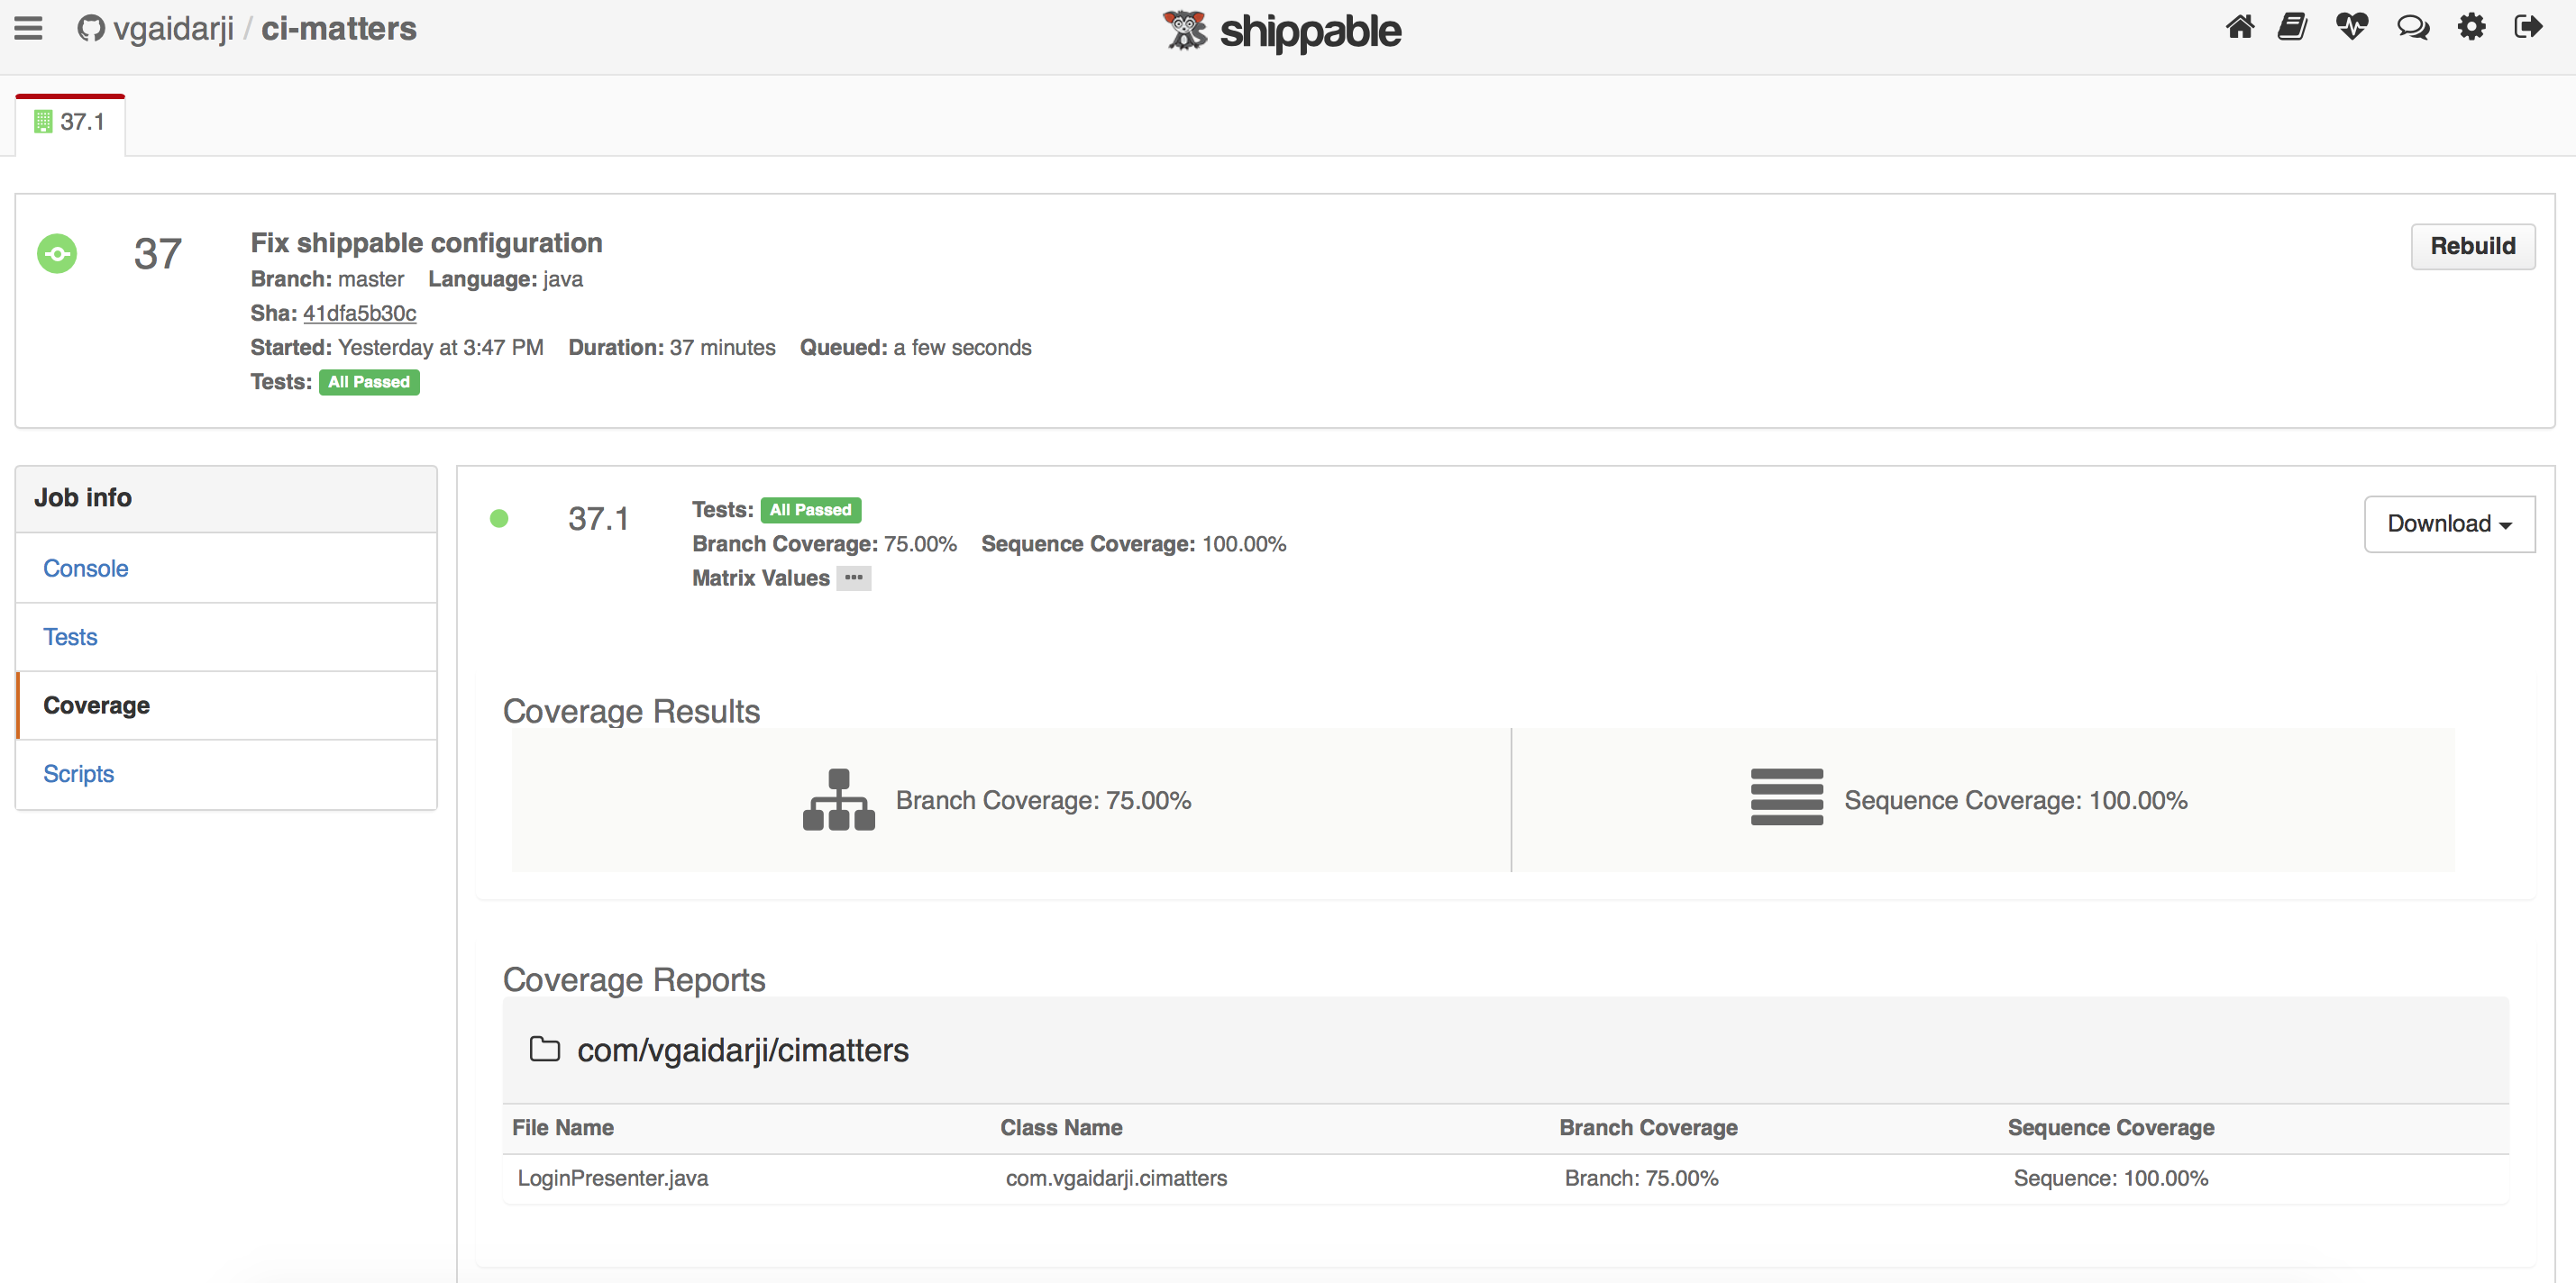 vgaidarji / ci-matters
shippable
37.1
37
Fix shippable configuration
Rebuild
Branch: master Language: java
Sha: 41dfa5b30c
Started: Yesterday at 3:47 PM Duration: 37 minutes Queued: a few seconds
Tests: All Passed
Job info
Console
Tests
Coverage
Scripts
37.1
Tests: All Passed
Download
Branch Coverage: 75.00% Sequence Coverage: 100.00%
Matrix Values ...
Coverage Results
Branch Coverage: 75.00%
Sequence Coverage: 100.00%
Coverage Reports
com/vgaidarji/cimatters
File Name Class Name Branch Coverage Sequence Coverage
LoginPresenter.java com.vgaidarji.cimatters Branch: 75.00% Sequence: 100.00%